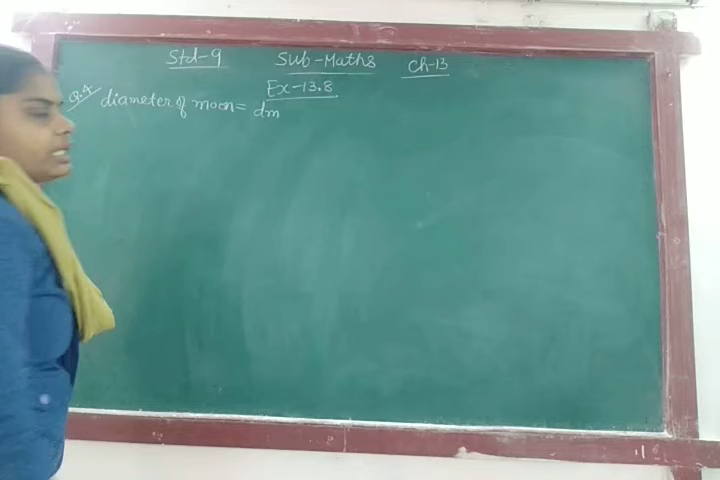 Std-9 Sub-Maths Ch-13
Ex-13.8
Q.4 diameter of moon = dm